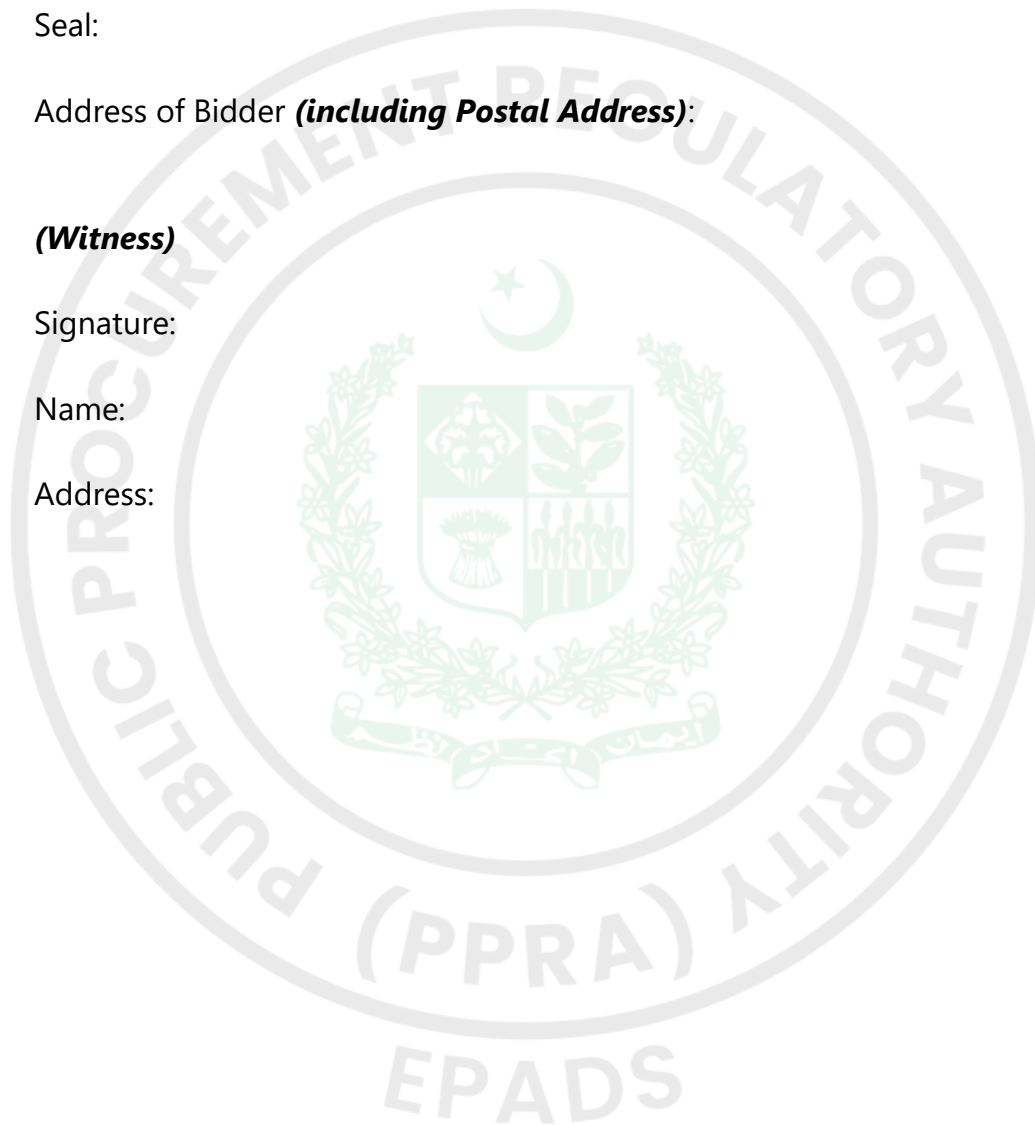 Seal:
Address of Bidder (including Postal Address):
(Witness)
Signature:
Name:
Address:
PUBLIC PROCUREMENT REGULATORY AUTHORITY
(PPRA)
EPADS